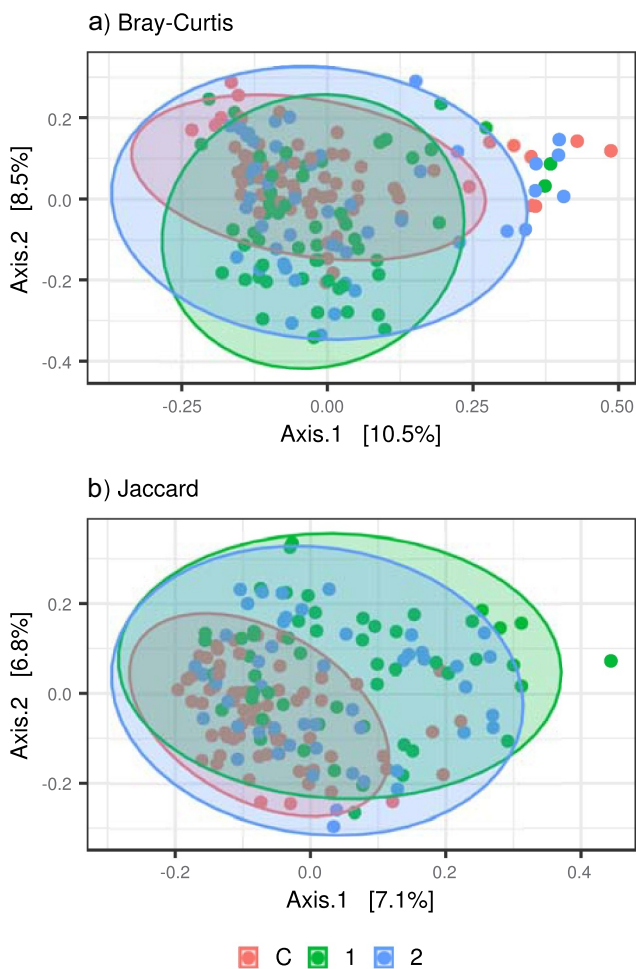 a) Bray-Curtis
0.2
0.0
-0.2
-0.4
Axis.2 [8.5%]
-0.25 0.00 0.25 0.50
Axis.1 [10.5%]
b) Jaccard
0.2
0.0
-0.2
Axis.2 [6.8%]
-0.2 0.0 0.2 0.4
Axis.1 [7.1%]
C 1 2